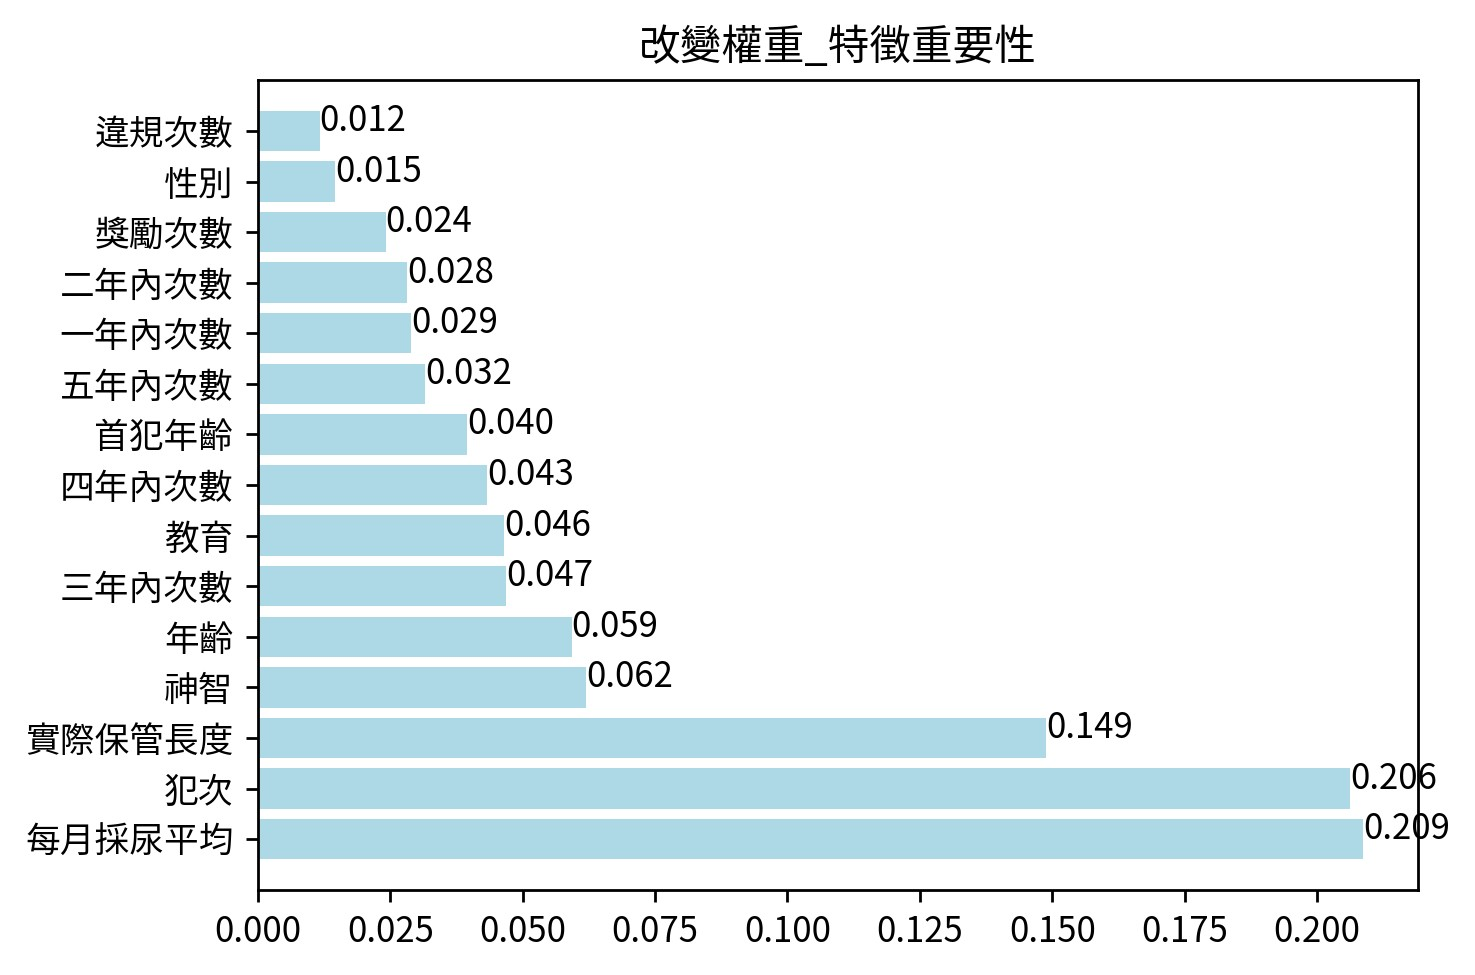 改變權重_特徵重要性
違規次數 0.012
性別 0.015
獎勵次數 0.024
二年內次數 0.028
一年內次數 0.029
五年內次數 0.032
首犯年齡 0.040
四年內次數 0.043
教育 0.046
三年內次數 0.047
年齡 0.059
神智 0.062
實際保管長度 0.149
犯次 0.206
每月採尿平均 0.209
0.000 0.025 0.050 0.075 0.100 0.125 0.150 0.175 0.200